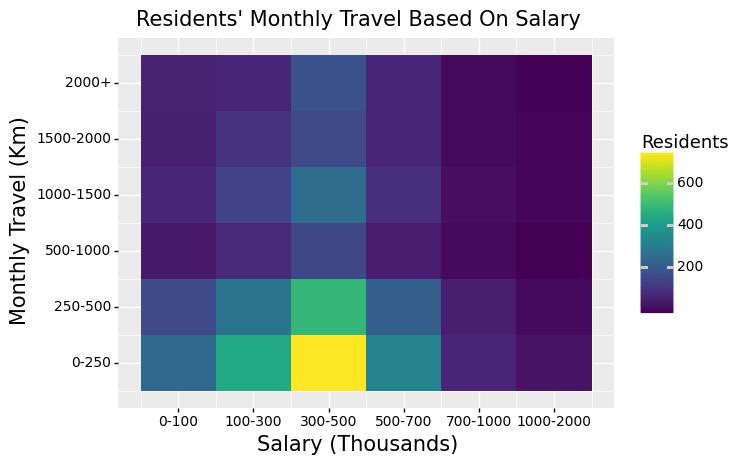 Residents' Monthly Travel Based On Salary
Monthly Travel (Km)
2000+
1500-2000
1000-1500
500-1000
250-500
0-250
0-100 100-300 300-500 500-700 700-1000 1000-2000
Salary (Thousands)
Residents
600
400
200